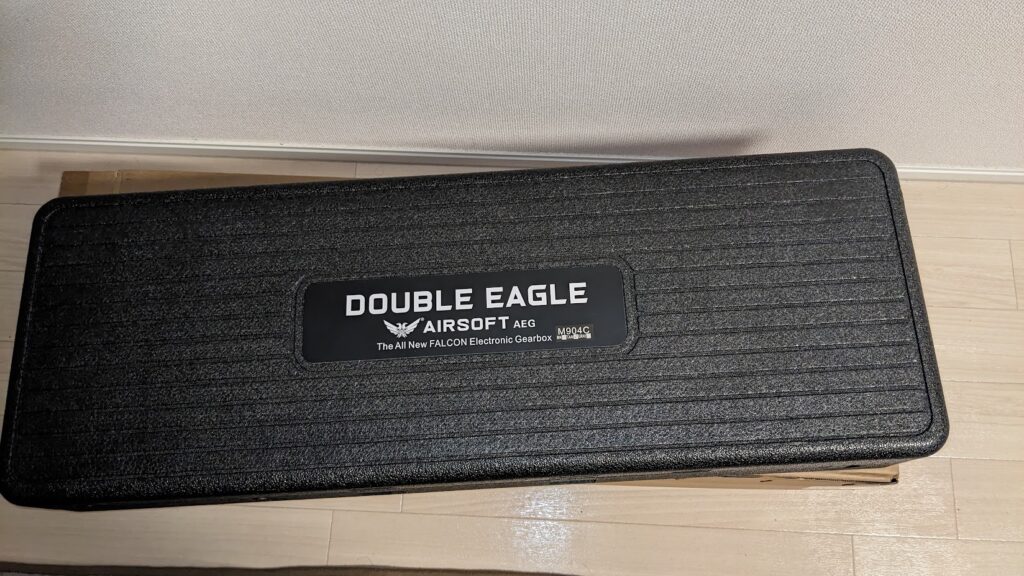 DOUBLE EAGLE
AIRSOFT AEG
The All New FALCON Electronic Gearbox M904C